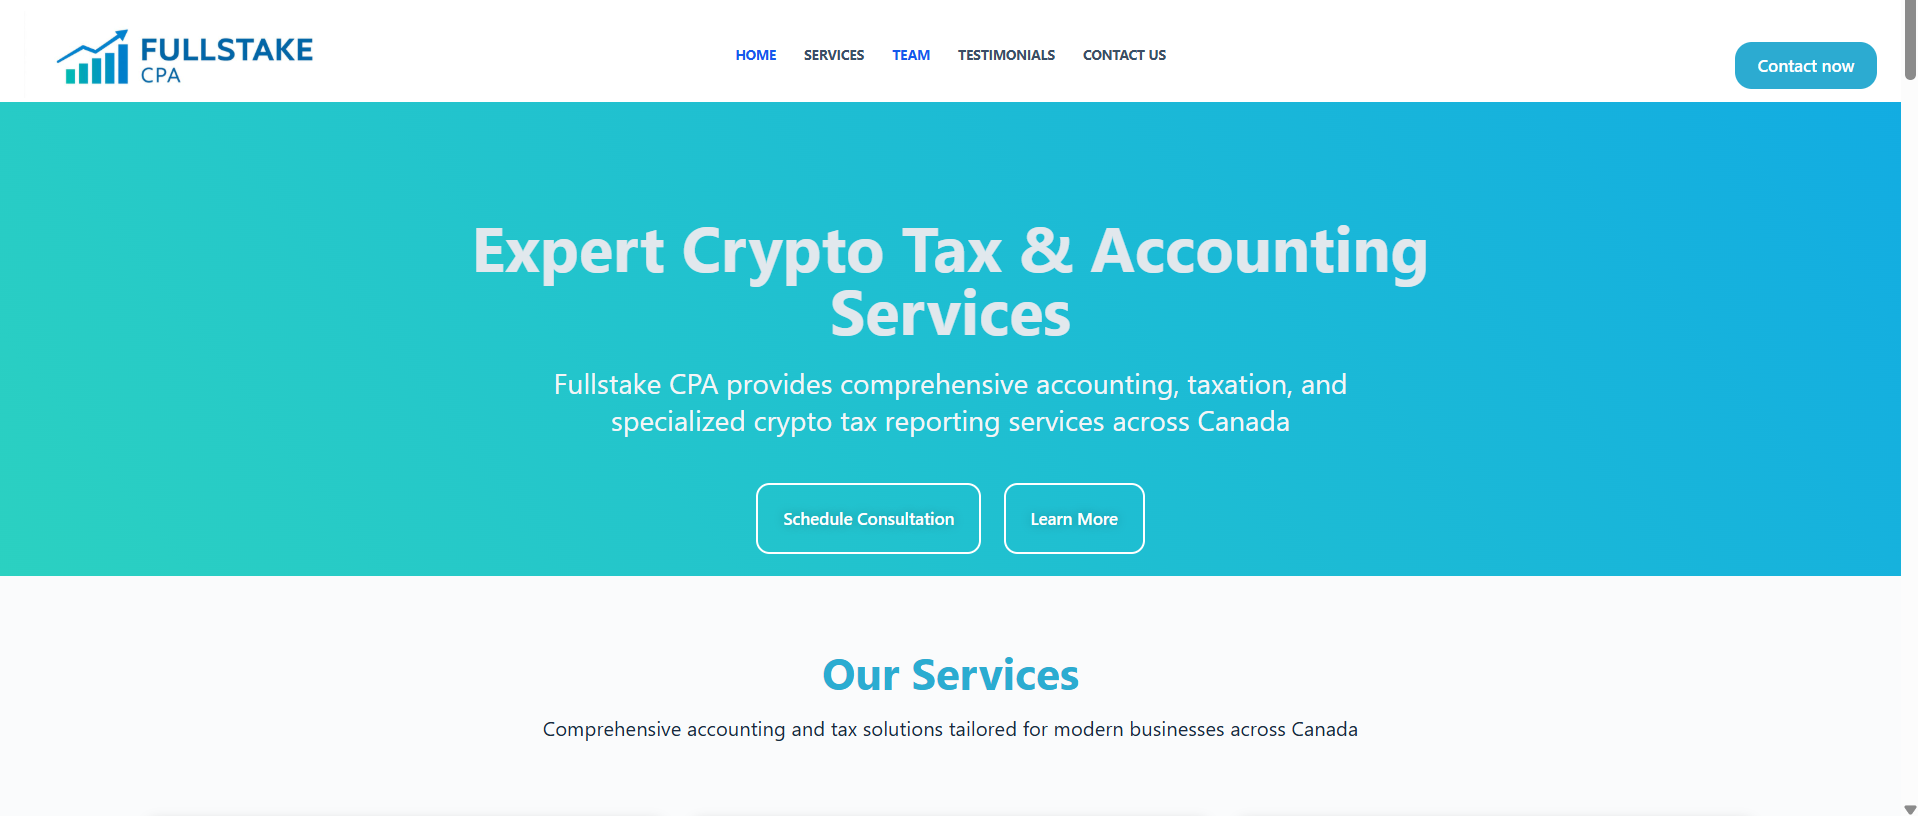 FULLSTAKE
CPA
HOME SERVICES TEAM TESTIMONIALS CONTACT US
Contact now
Expert Crypto Tax & Accounting
Services
Fullstake CPA provides comprehensive accounting, taxation, and
specialized crypto tax reporting services across Canada
Schedule Consultation Learn More
Our Services
Comprehensive accounting and tax solutions tailored for modern businesses across Canada